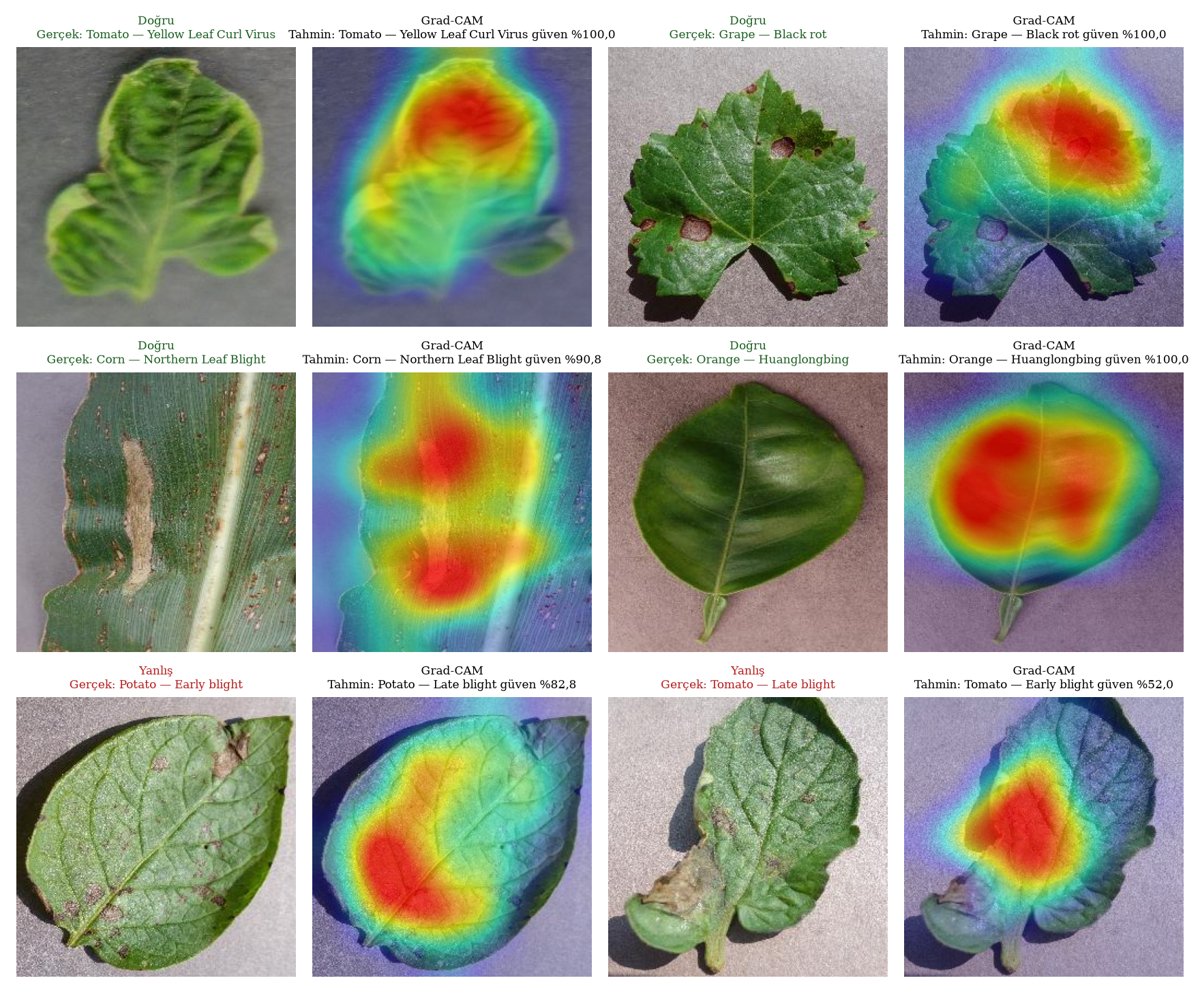 Doğru
Gerçek: Tomato — Yellow Leaf Curl Virus
Grad-CAM
Tahmin: Tomato — Yellow Leaf Curl Virus güven %100,0
Doğru
Gerçek: Grape — Black rot
Grad-CAM
Tahmin: Grape — Black rot güven %100,0
Doğru
Gerçek: Corn — Northern Leaf Blight
Grad-CAM
Tahmin: Corn — Northern Leaf Blight güven %90,8
Doğru
Gerçek: Orange — Huanglongbing
Grad-CAM
Tahmin: Orange — Huanglongbing güven %100,0
Yanlış
Gerçek: Potato — Early blight
Grad-CAM
Tahmin: Potato — Late blight güven %82,8
Yanlış
Gerçek: Tomato — Late blight
Grad-CAM
Tahmin: Tomato — Early blight güven %52,0